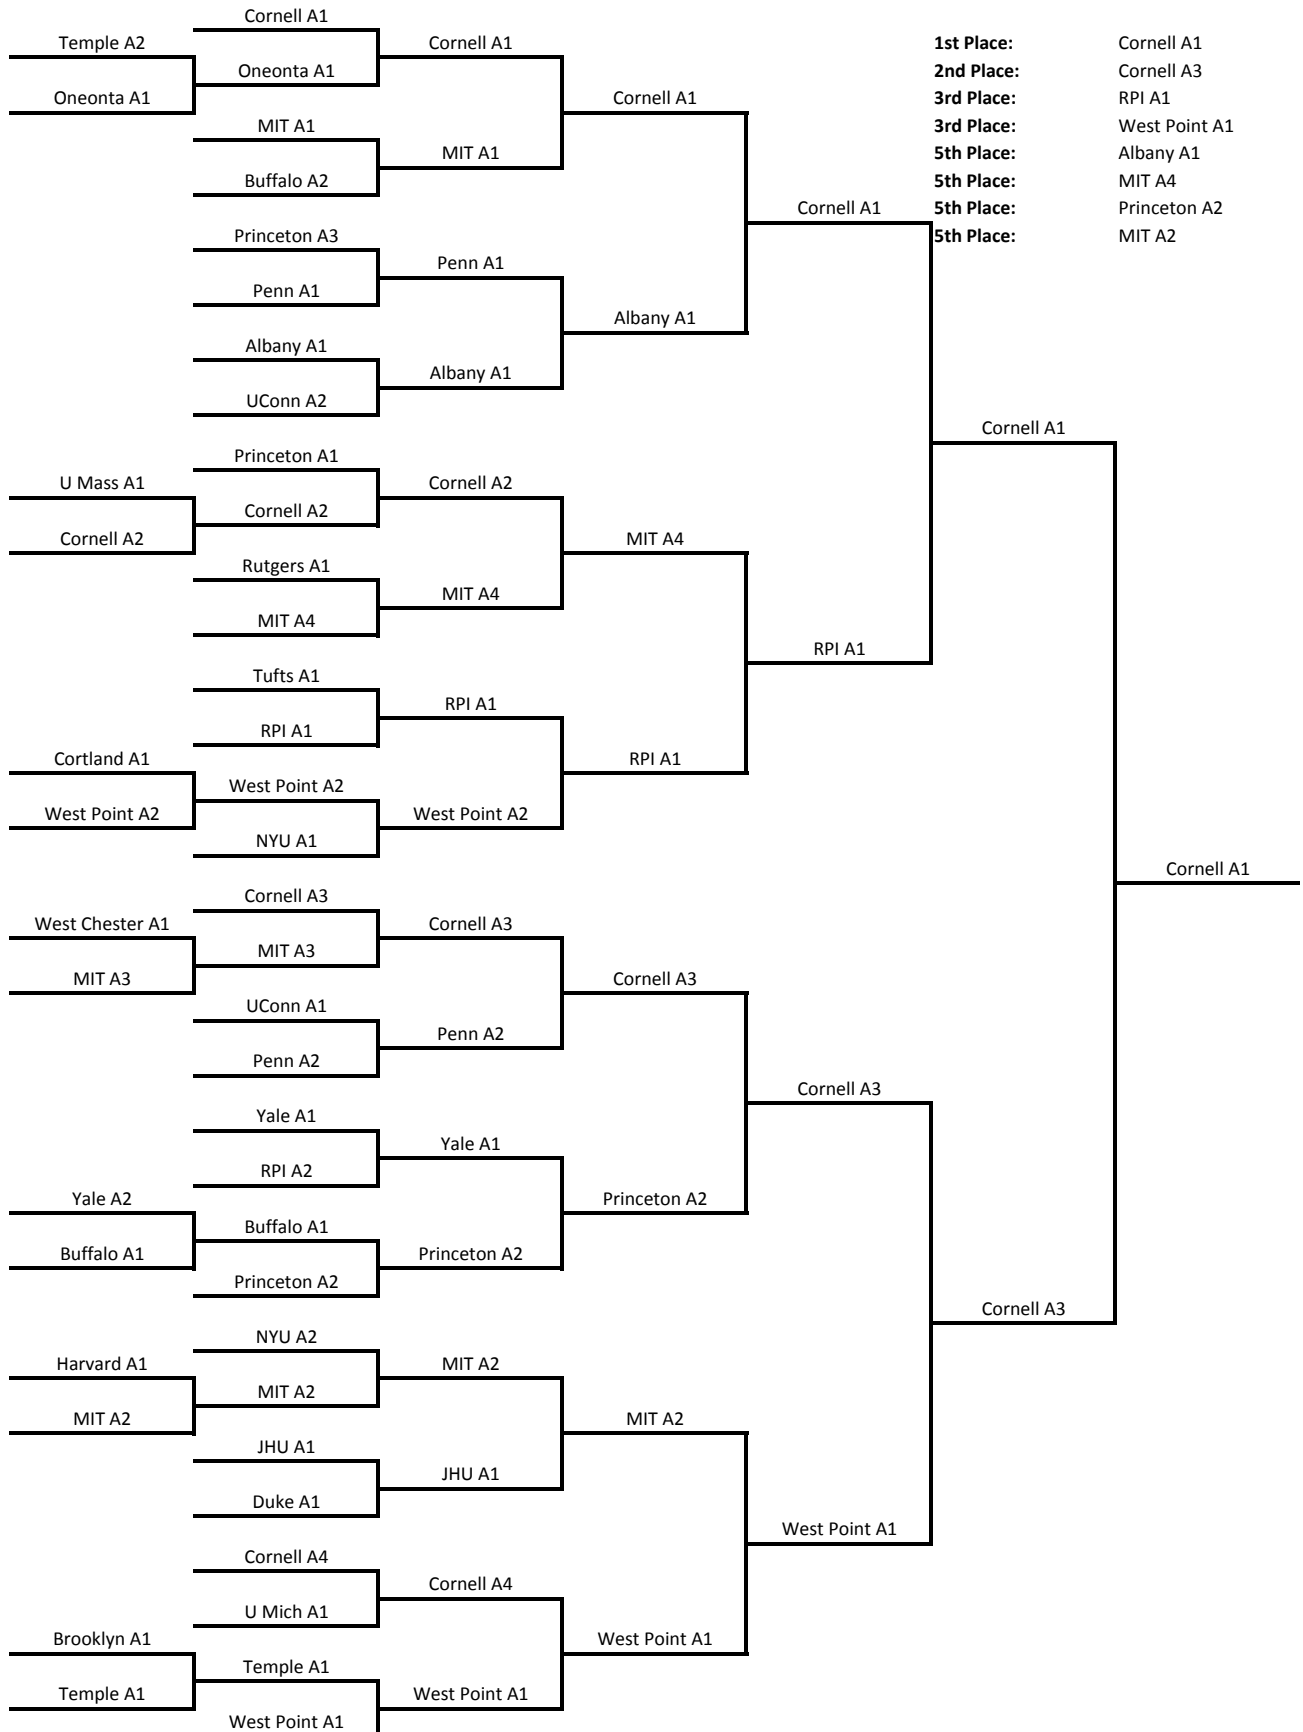 Cornell A1
Temple A2 Cornell A1 1st Place: Cornell A1
Oneonta A1 2nd Place: Cornell A3
Oneonta A1 Cornell A1 3rd Place: RPI A1
MIT A1 3rd Place: West Point A1
MIT A1 5th Place: Albany A1
Buffalo A2 5th Place: MIT A4
Cornell A1 5th Place: Princeton A2
Princeton A3 5th Place: MIT A2
Penn A1
Penn A1
Albany A1
Albany A1
Albany A1
UConn A2
Cornell A1
Princeton A1
U Mass A1 Cornell A2
Cornell A2
Cornell A2 MIT A4
Rutgers A1
MIT A4
MIT A4
RPI A1
Tufts A1
RPI A1
RPI A1
Cortland A1 RPI A1
West Point A2
West Point A2 West Point A2
NYU A1
Cornell A1
Cornell A3
West Chester A1 Cornell A3
MIT A3
MIT A3 Cornell A3
UConn A1
Penn A2
Penn A2
Cornell A3
Yale A1
Yale A1
RPI A2
Yale A2 Princeton A2
Buffalo A1
Buffalo A1 Princeton A2
Princeton A2
Cornell A3
NYU A2
Harvard A1 MIT A2
MIT A2
MIT A2 MIT A2
JHU A1
JHU A1
Duke A1
West Point A1
Cornell A4
Cornell A4
U Mich A1
Brooklyn A1 West Point A1
Temple A1
Temple A1 West Point A1
West Point A1